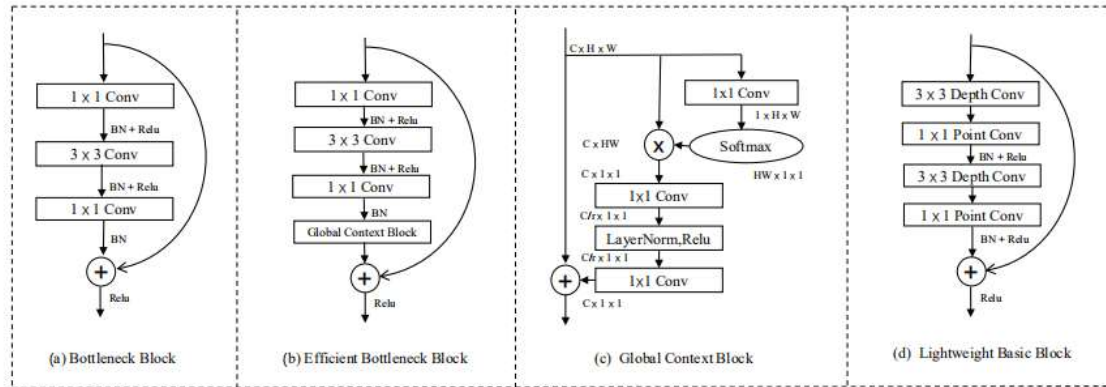 1 x 1 Conv
BN + Relu
3 x 3 Conv
BN + Relu
1 x 1 Conv
BN
+
Relu
(a) Bottleneck Block
1 x 1 Conv
BN + Relu
3 x 3 Conv
BN + Relu
1 x 1 Conv
BN
Global Context Block
+
Relu
(b) Efficient Bottleneck Block
C x H x W
1x1 Conv
1 x H x W
Softmax
HW x 1 x 1
C x HW
X
C x 1 x 1
1x1 Conv
C/r x 1 x 1
LayerNorm,Relu
C/r x 1 x 1
1x1 Conv
C x 1 x 1
+
(c) Global Context Block
3 x 3 Depth Conv
1 x 1 Point Conv
BN + Relu
3 x 3 Depth Conv
1 x 1 Point Conv
BN + Relu
+
Relu
(d) Lightweight Basic Block